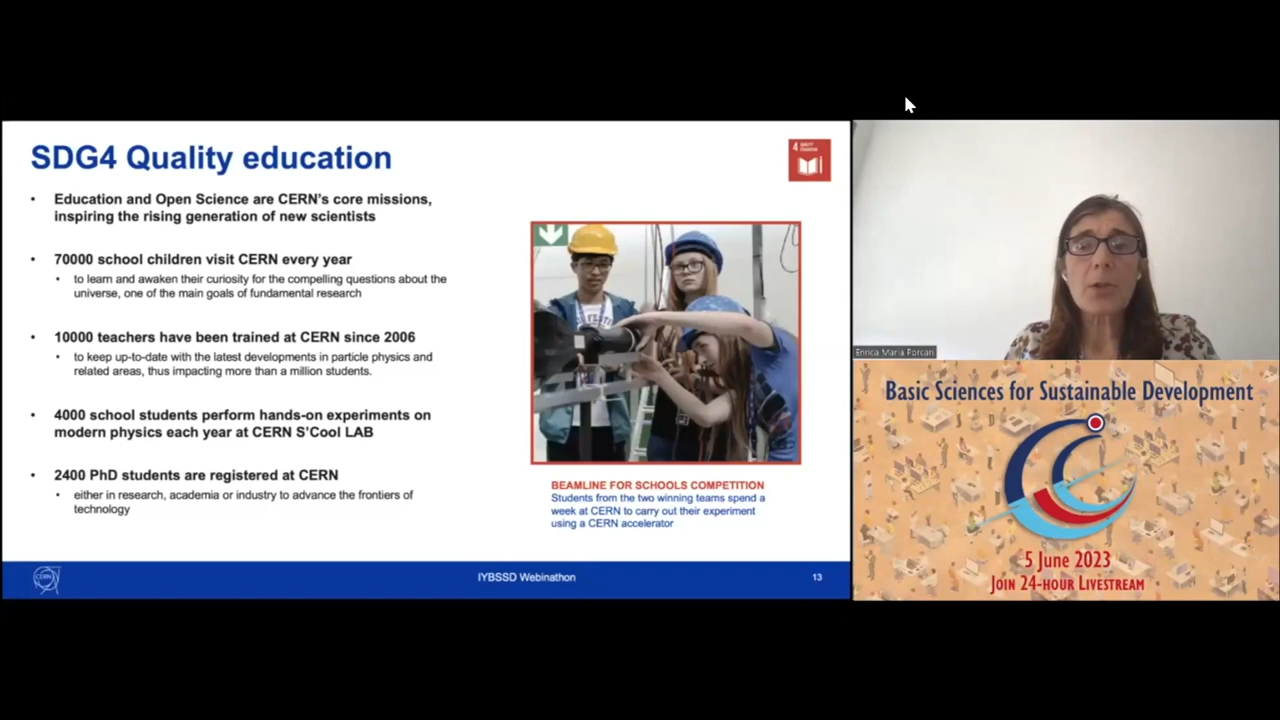 SDG4 Quality education
4 QUALITY
EDUCATION
• Education and Open Science are CERN's core missions,
inspiring the rising generation of new scientists
• 70000 school children visit CERN every year
• to learn and awaken their curiosity for the compelling questions about the
universe, one of the main goals of fundamental research
• 10000 teachers have been trained at CERN since 2006
• to keep up-to-date with the latest developments in particle physics and
related areas, thus impacting more than a million students.
• 4000 school students perform hands-on experiments on
modern physics each year at CERN S'Cool LAB
• 2400 PhD students are registered at CERN
• either in research, academia or industry to advance the frontiers of
technology
BEAMLINE FOR SCHOOLS COMPETITION
Students from the two winning teams spend a
week at CERN to carry out their experiment
using a CERN accelerator
CERN
IYBSSD Webinathon
13
Enrica Maria Porcari
Basic Sciences for Sustainable Development
5 June 2023
Join 24-hour Livestream